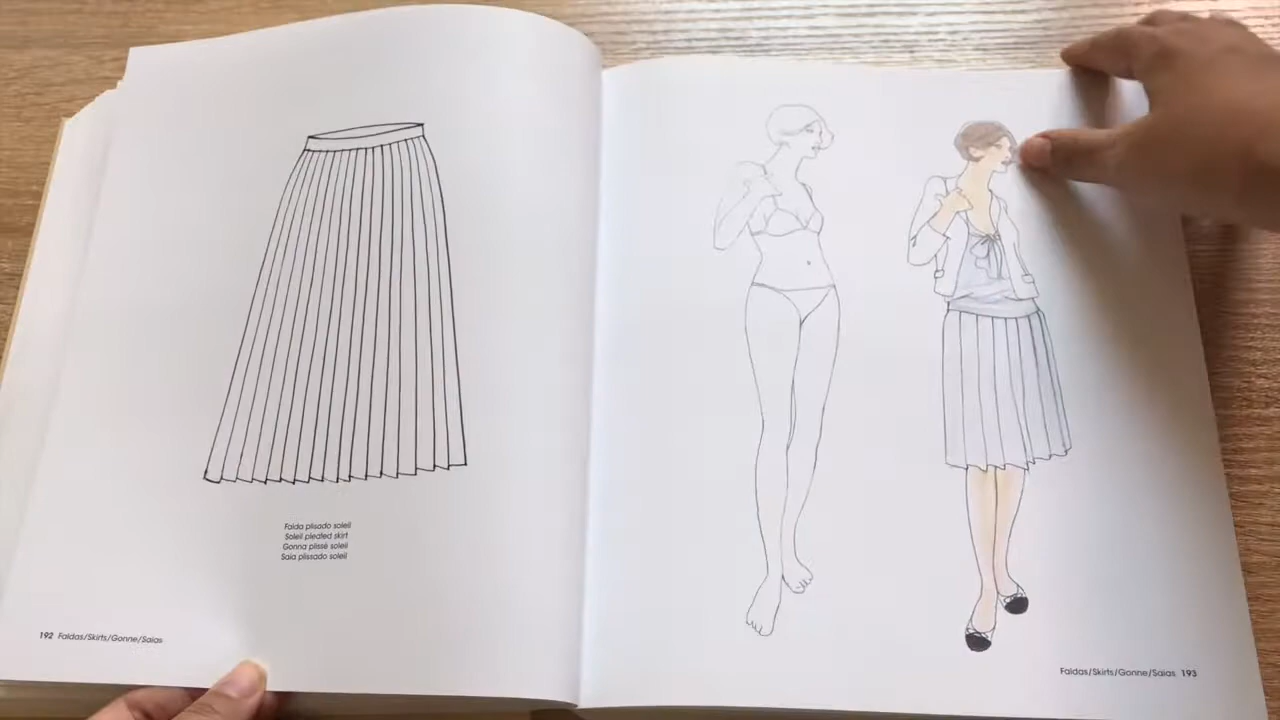 Falda plisado soleil
Soleil pleated skirt
Gonna plissé soleil
Saia plissado soleil
192 Faldas/Skirts/Gonne/Saias
Faldas/Skirts/Gonne/Saias 193